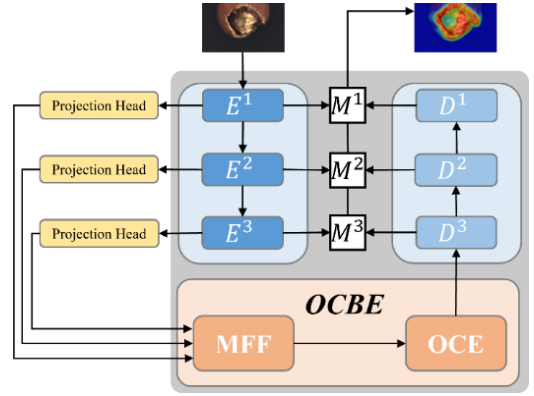 Projection Head
E¹
M¹
D¹
Projection Head
E²
M²
D²
Projection Head
E³
M³
D³
OCBE
MFF
OCE